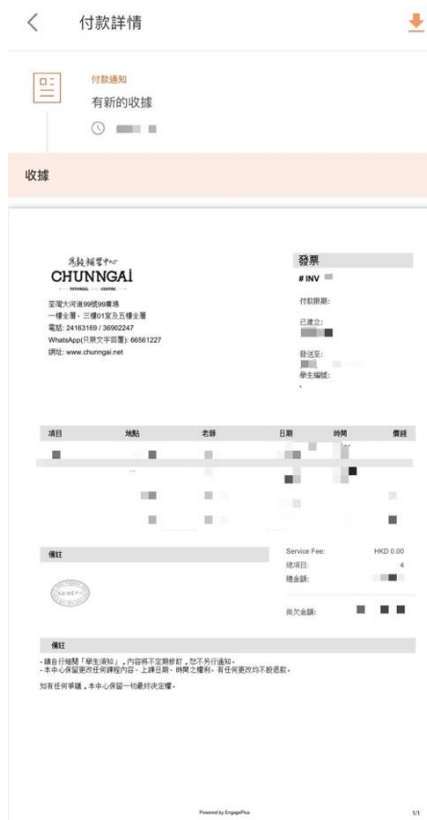 付款詳情
付款通知
有新的收據
收據
CHUNNGAI
TUTORIAL CENTRE
荃灣大河道99號99廣場
一樓全層、三樓01室及五樓全層
電話: 24163169 / 36902247
WhatsApp(只限文字回覆): 66561227
網址: www.chunngai.net
發票
# INV
付款限期:
已建立:
發送至:
學生編號:
-
項目 地點 老師 日期 時間 價錢
備註
Service Fee: HKD 0.00
總項目: 4
總金額:
尚欠金額:
備註
- 請自行細閱「學生須知」，內容將不定期修訂，恕不另行通知。
- 本中心保留更改任何課程內容、上課日期、時間之權利。有任何更改均不設退款。
如有任何爭議，本中心保留一切最終決定權。
Powered by EngagePlus
1/1